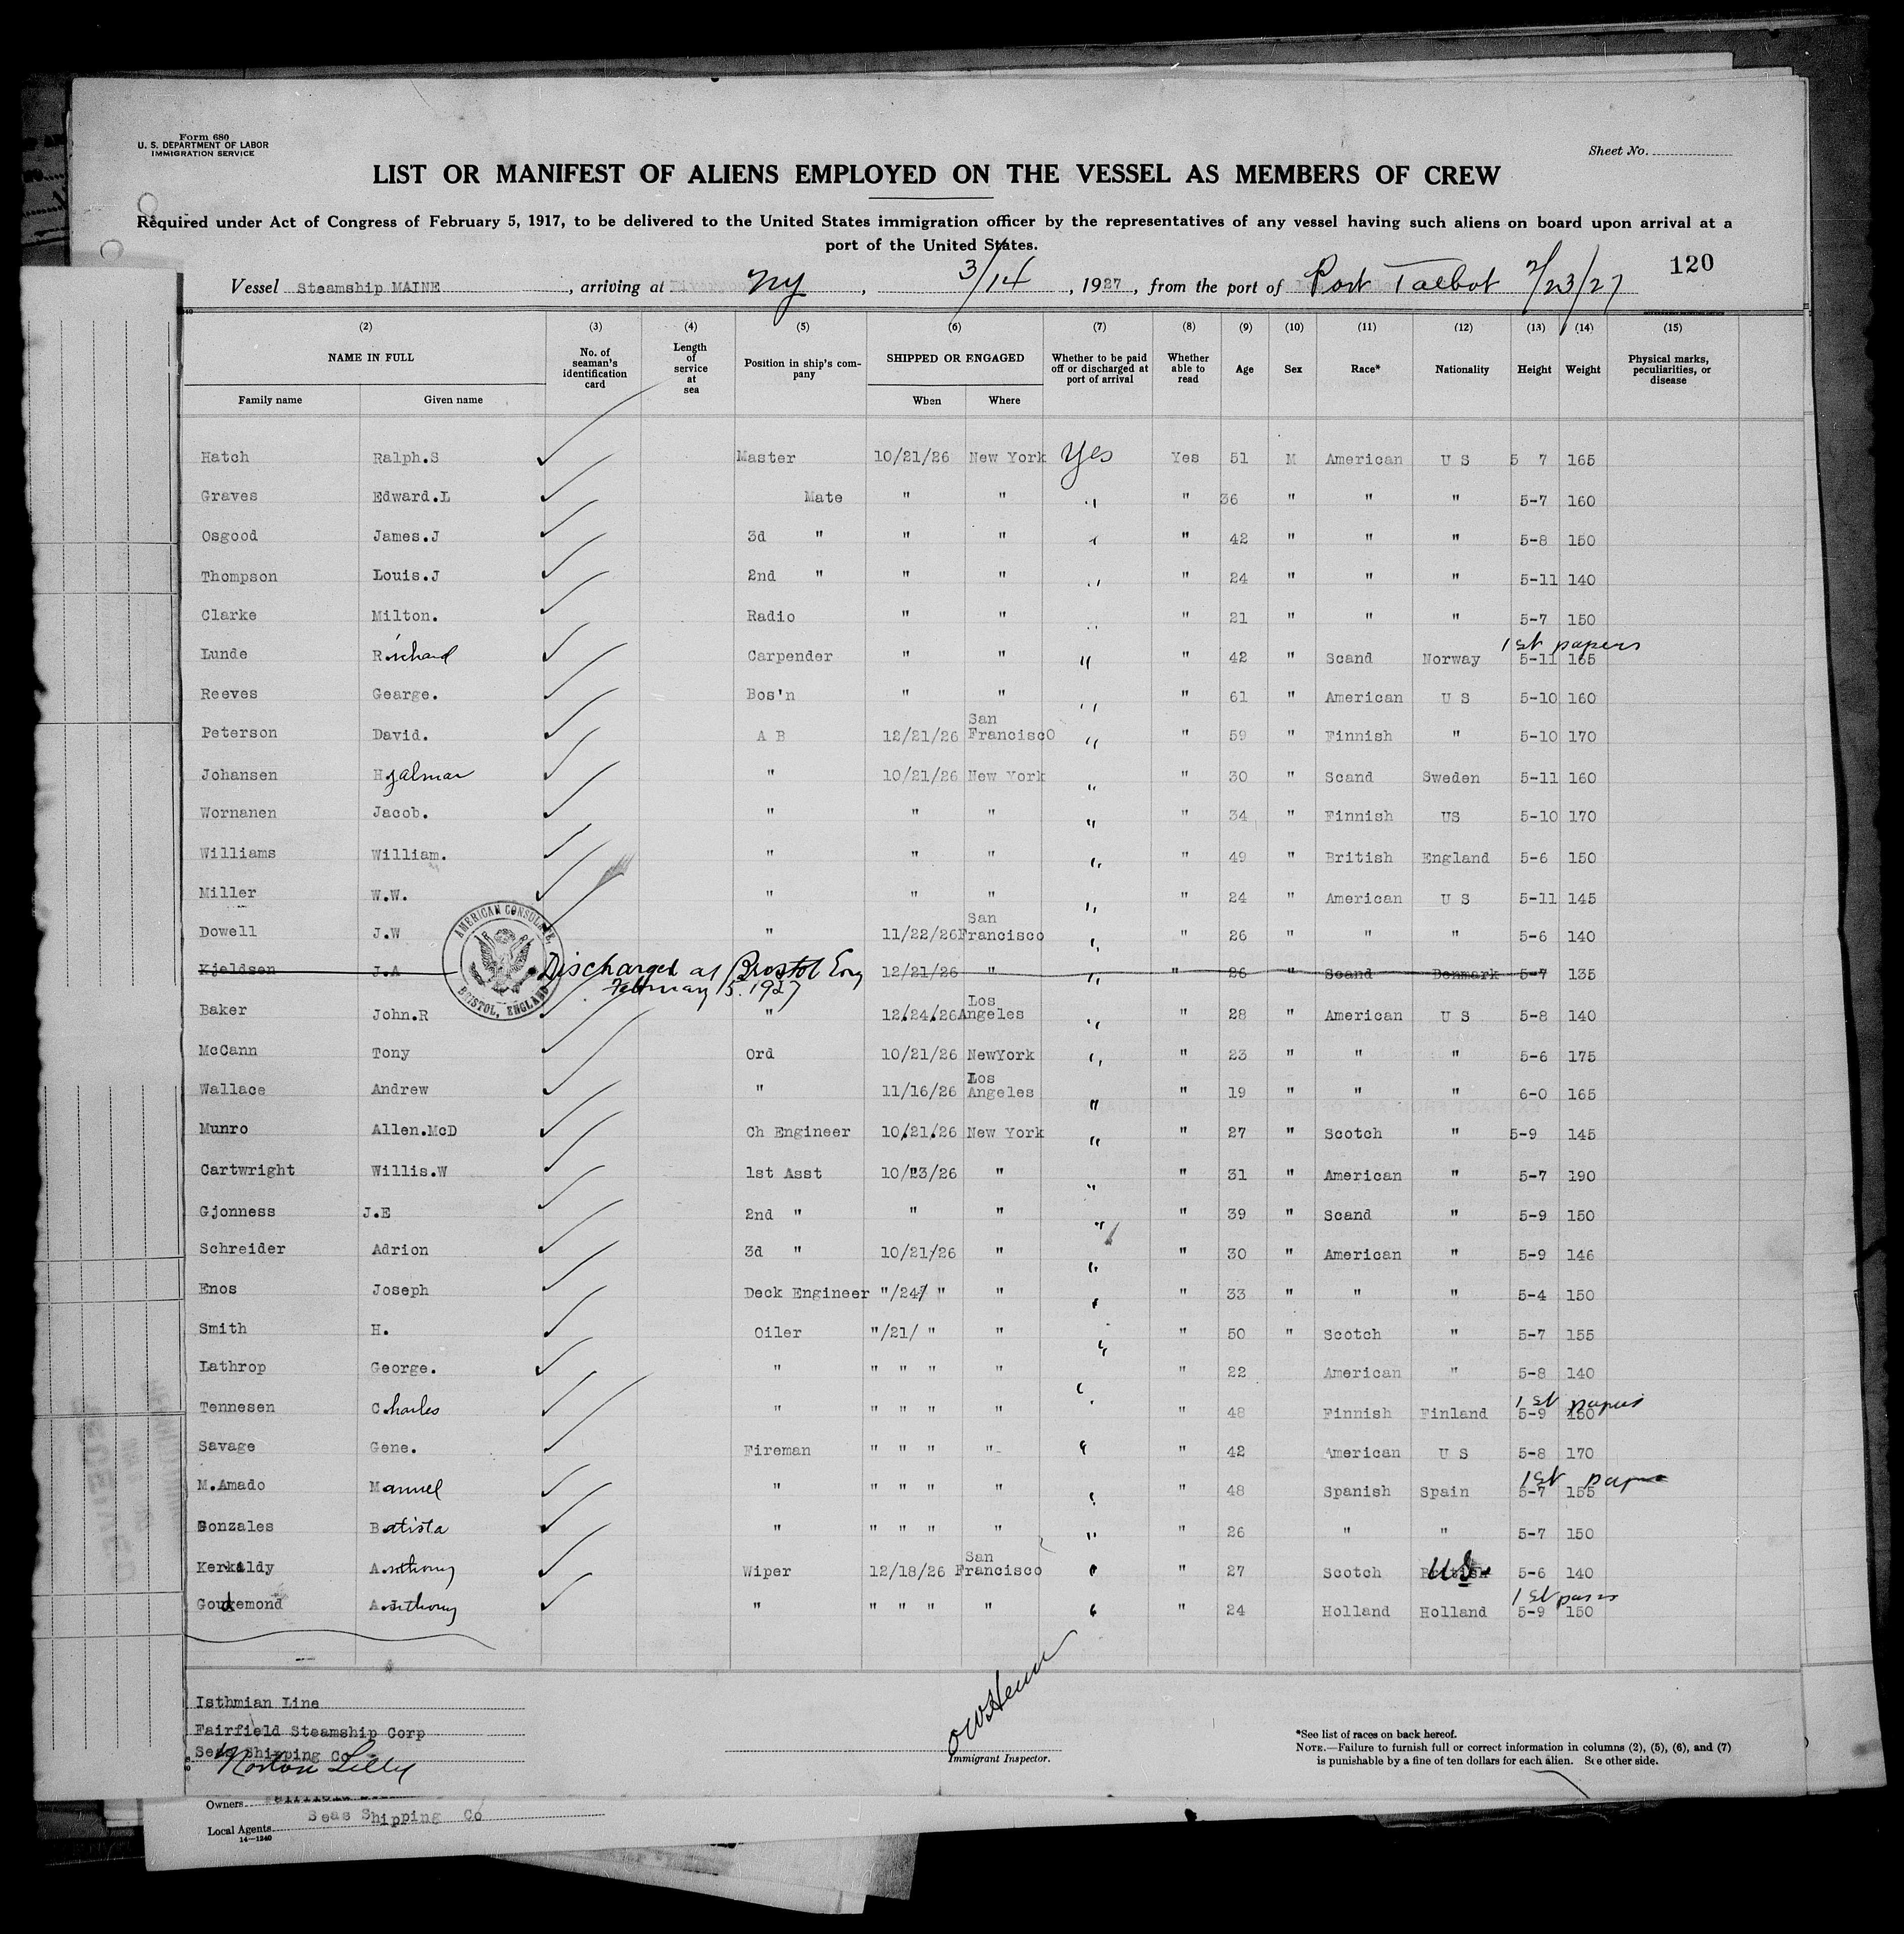 Form 680
U. S. DEPARTMENT OF LABOR
IMMIGRATION SERVICE
Sheet No.
LIST OR MANIFEST OF ALIENS EMPLOYED ON THE VESSEL AS MEMBERS OF CREW
Required under Act of Congress of February 5, 1917, to be delivered to the United States immigration officer by the representatives of any vessel having such aliens on board upon arrival at a
port of the United States.
120
Vessel Steamship MAINE, arriving at NY, 3/14, 1927, from the port of Port Talbot 2/23/27
(2) (3) (4) (5) (6) (7) (8) (9) (10) (11) (12) (13) (14) (15)
NAME IN FULL No. of seaman's identification card Length of service at sea Position in ship's company SHIPPED OR ENGAGED Whether to be paid off or discharged at port of arrival Whether able to read Age Sex Race* Nationality Height Weight Physical marks, peculiarities, or disease
Family name Given name When Where
Hatch Ralph.S Master 10/21/26 New York Yes Yes 51 M American U S 5 7 165
Graves Edward.L Mate " " " " 36 " " " 5-7 160
Osgood James.J 3d " " " " " 42 " " " 5-8 150
Thompson Louis.J 2nd " " " " " 24 " " " 5-11 140
Clarke Milton. Radio " " " " 21 " " " 5-7 150
1st papers
Lunde Richard Carpender " " " " 42 " Scand Norway 5-11 165
Reeves Gearge. Bos'n " " " " 61 " American U S 5-10 160
Peterson David. A B 12/21/26 San Francisco " " 59 " Finnish " 5-10 170
Johansen Hjalmar " 10/21/26 New York " " 30 " Scand Sweden 5-11 160
Wornanen Jacob. " " " " " 34 " Finnish US 5-10 170
Williams William. " " " " " 49 " British England 5-6 150
Miller W.W. " " " " " 24 " American U S 5-11 145
Dowell J.W " 11/22/26 San Francisco " " 26 " " " 5-6 140
Kjeldsen J.A Discharged at Bristol Eng February 15. 1927 12/21/26 " " " 26 " Scand Denmark 5-7 135
AMERICAN CONSULATE, BRISTOL, ENGLAND
Baker John.R " 12.24.26 Los Angeles " " 28 " American U S 5-8 140
McCann Tony Ord 10/21/26 NewYork " " 23 " " " 5-6 175
Wallace Andrew " 11/16/26 Los Angeles " " 19 " " " 6-0 165
Munro Allen.McD Ch Engineer 10.21.26 New York " " 27 " Scotch " 5-9 145
Cartwright Willis.W 1st Asst 10/23/26 " " " 31 " American " 5-7 190
Gjonness J.E 2nd " " " " " 39 " Scand " 5-9 150
Schreider Adrion 3d " 10/21/26 " " " 30 " American " 5-9 146
Enos Joseph Deck Engineer "/24/ " " " " 33 " " " 5-4 150
Smith H. Oiler "/21/ " " " " 50 " Scotch " 5-7 155
Lathrop George. " " " " " " " 22 American " 5-8 140
1st papers
Tennesen Charles " " " " " " " 48 Finnish Finland 5-9 150
Savage Gene. Fireman " " " " " " 42 American U S 5-8 170
1st
M.Amado Manuel " " " " " " " 48 Spanish Spain 5-7 155
Gonzales Batista " " " " " " " 26 " " 5-7 150
Kerkaldy Anthony Wiper 12/18/26 San Francisco " " 27 Scotch U.S. 5-6 140
1st
Goudemond Anthony " " " " " " " 24 Holland Holland 5-9 150
Isthmian Line
Fairfield Steamship Corp
Seas Shipping Co
Norton Lilly
Immigrant Inspector.
*See list of races on back hereof.
NOTE.—Failure to furnish full or correct information in columns (2), (5), (6), and (7)
is punishable by a fine of ten dollars for each alien. See other side.
Owners
Local Agents Seas Shipping Co
14—1240